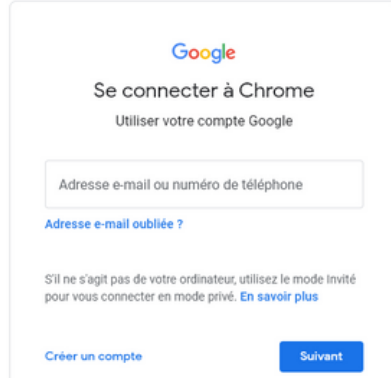 Google
Se connecter à Chrome
Utiliser votre compte Google
Adresse e-mail ou numéro de téléphone
Adresse e-mail oubliée ?
S'il ne s'agit pas de votre ordinateur, utilisez le mode Invité
pour vous connecter en mode privé. En savoir plus
Créer un compte
Suivant